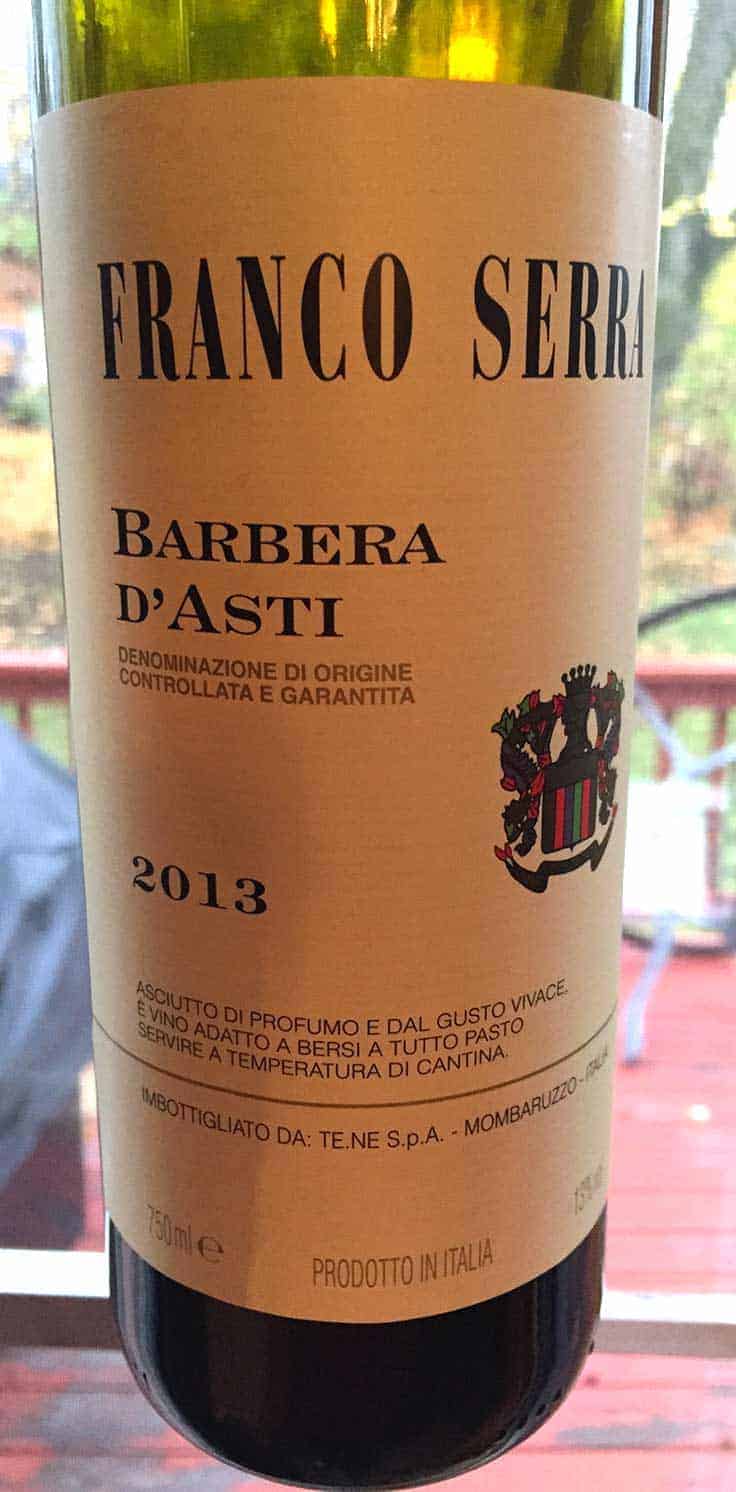 FRANCO SERRA
BARBERA
D'ASTI
DENOMINAZIONE DI ORIGINE
CONTROLLATA E GARANTITA
2013
ASCIUTTO DI PROFUMO E DAL GUSTO VIVACE.
È VINO ADATTO A BERSI A TUTTO PASTO
SERVIRE A TEMPERATURA DI CANTINA.
IMBOTTIGLIATO DA: TE.NE S.p.A. - MOMBARUZZO - ITALIA
750ml e
PRODOTTO IN ITALIA